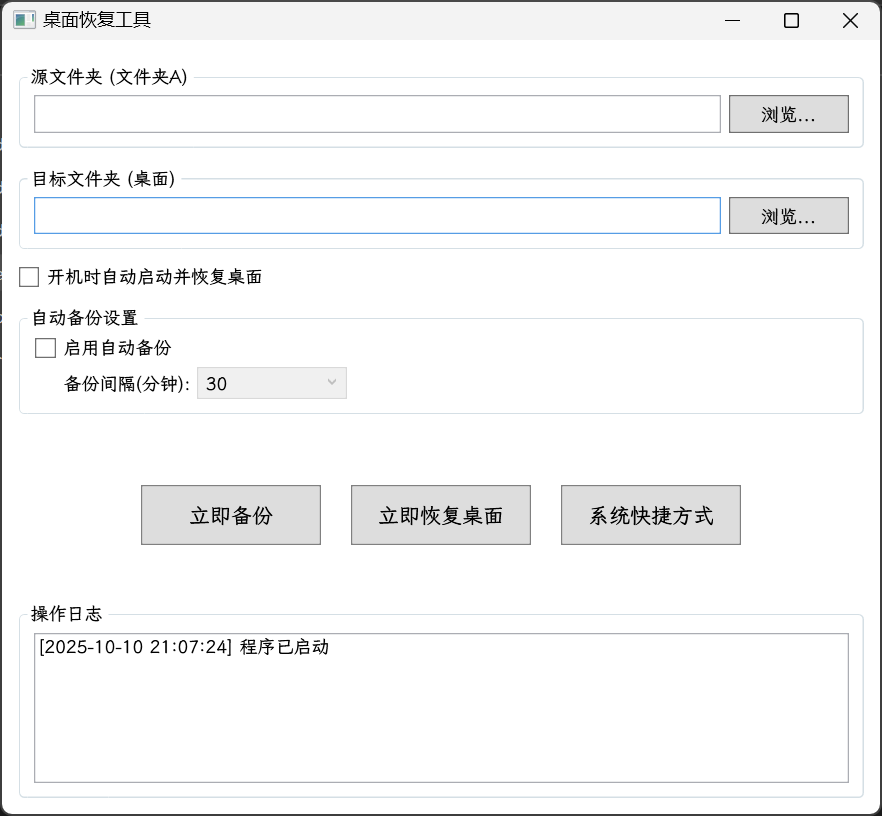 桌面恢复工具
源文件夹 (文件夹A)
浏览...
目标文件夹 (桌面)
浏览...
开机时自动启动并恢复桌面
自动备份设置
启用自动备份
备份间隔(分钟): 30
立即备份 立即恢复桌面 系统快捷方式
操作日志
[2025-10-10 21:07:24] 程序已启动